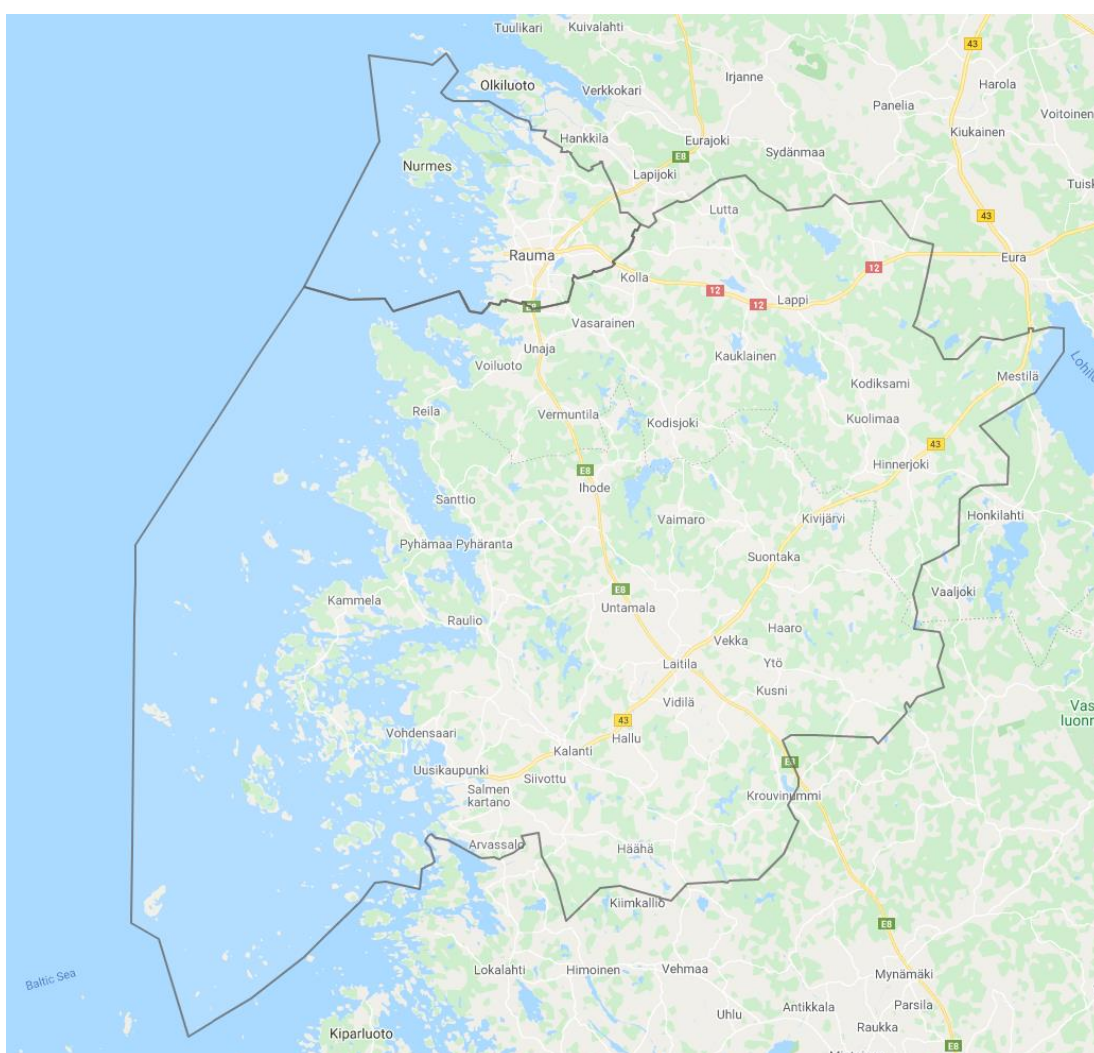 Tuulikari
Kuivalahti
43
Irjanne
Harola
Olkiluoto
Verkkokari
Panelia
Voitoinen
Kiukainen
Hankkila
Eurajoki
E8
Sydänmaa
Nurmes
Lapijoki
Lutta
43
Rauma
Eura
Kolla
12
12
Lappi
12
E8
Vasarainen
Unaja
Voiluoto
Kauklainen
Mestilä
Kodiksami
Reila
Vermuntila
Kodisjoki
Kuolimaa
43
E8
Hinnerjoki
Ihode
Santtio
Vaimaro
Kivijärvi
Honkilahti
Pyhämaa
Pyhäranta
Suontaka
E8
Vaaljoki
Kammela
Untamala
Raulio
Haaro
Vekka
Laitila
Ytö
Kusni
Vidilä
Vas
luonn
43
Vohdensaari
Hallu
Kalanti
Uusikaupunki
Siivottu
Salmen
kartano
Krouvinummi
Arvassalo
Häähä
Kiimkallio
E8
Baltic Sea
Lokalahti
Himoinen
Vehmaa
Mynämäki
Antikkala
Parsila
Uhlu
Raukka
Kiparluoto
E8